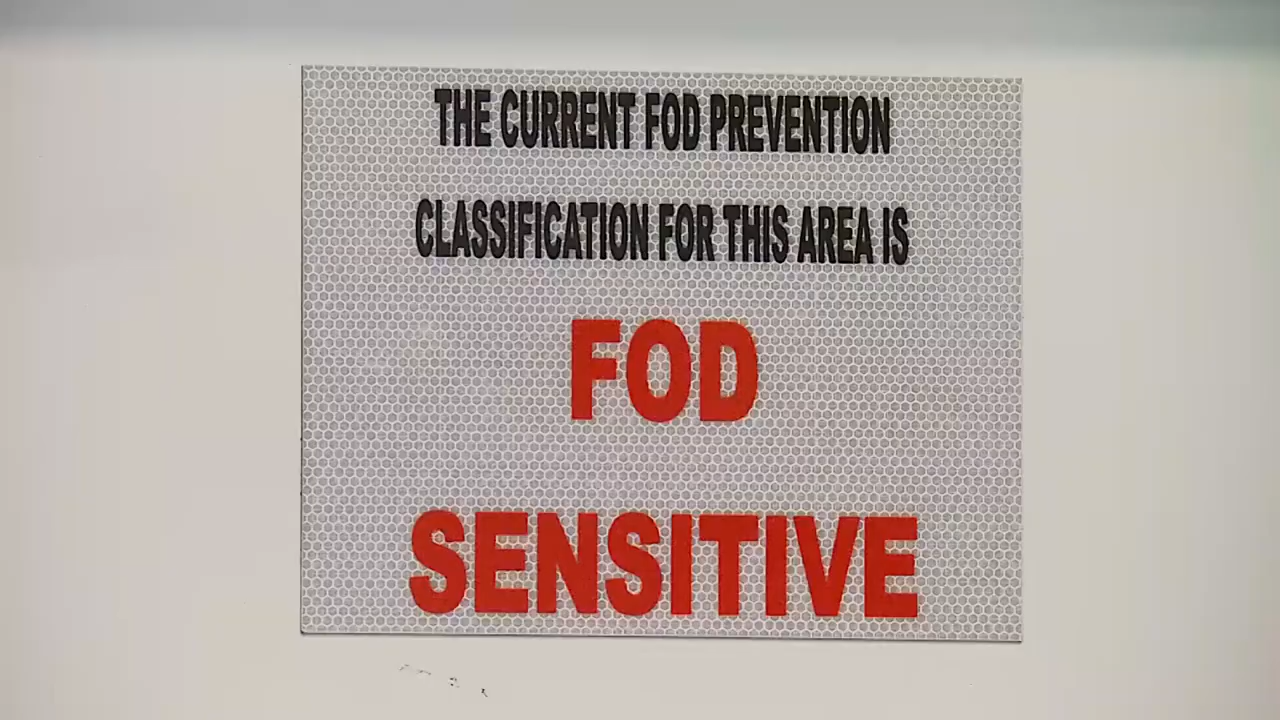 THE CURRENT FOD PREVENTION
CLASSIFICATION FOR THIS AREA IS
FOD
SENSITIVE